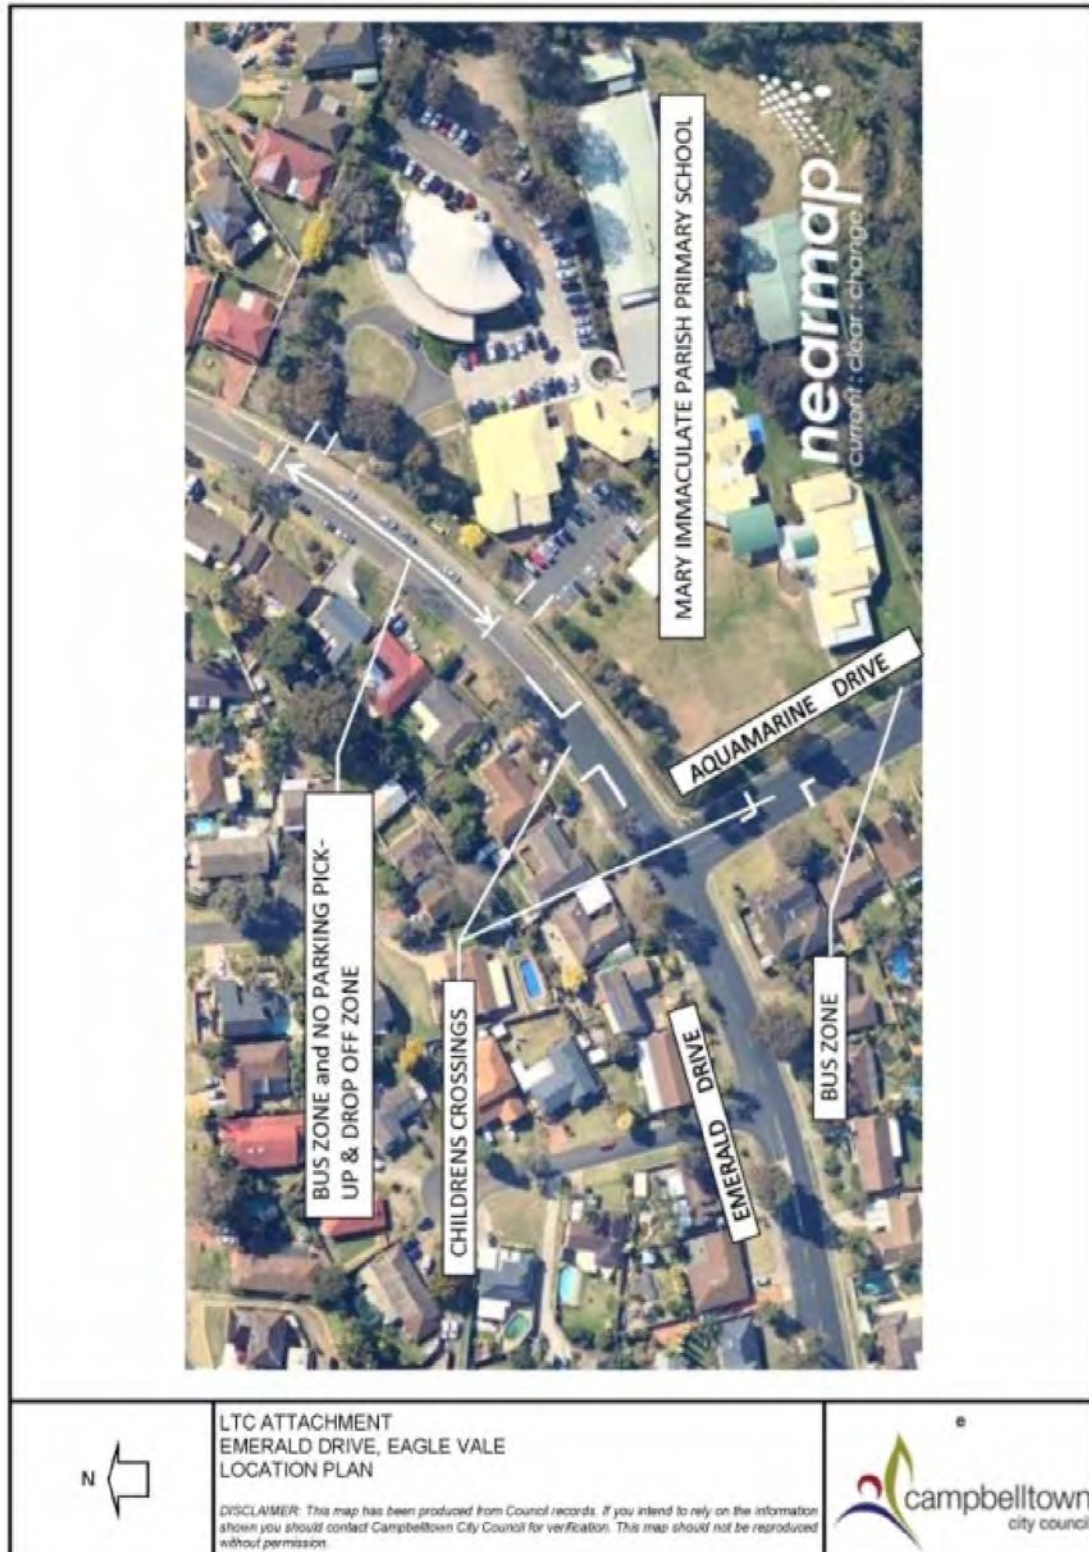 MARY IMMACULATE PARISH PRIMARY SCHOOL
nearmap
current : clear : change
AQUAMARINE DRIVE
BUS ZONE and NO PARKING PICK-
UP & DROP OFF ZONE
CHILDRENS CROSSINGS
BUS ZONE
EMERALD DRIVE
N
LTC ATTACHMENT
EMERALD DRIVE, EAGLE VALE
LOCATION PLAN
DISCLAIMER: This map has been produced from Council records. If you intend to rely on the information
shown you should contact Campbelltown City Council for verification. This map should not be reproduced
without permission.
e
campbelltown
city council